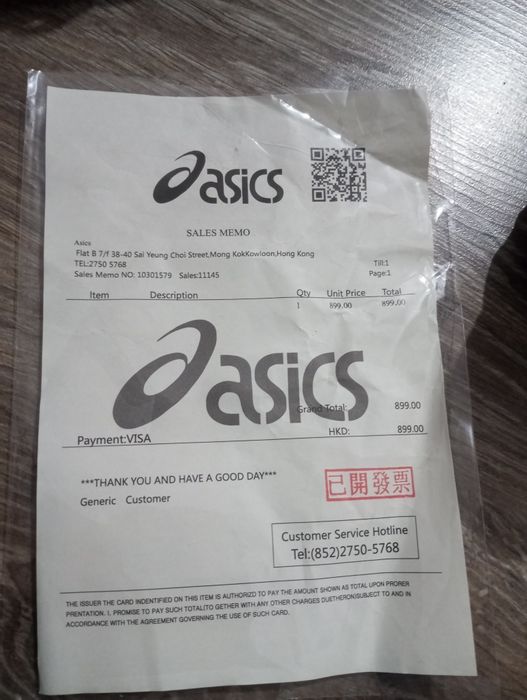 asics
SALES MEMO
Asics
Flat B 7/f 38-40 Sai Yeung Choi Street,Mong KokKowloon,Hong Kong
TEL:2750 5768 Till:1
Sales Memo NO: 10301579 Sales:11145 Page:1
Item Description Qty Unit Price Total
1 899.00 899.00
asics
Grand Total: 899.00
Payment:VISA HKD: 899.00
***THANK YOU AND HAVE A GOOD DAY***
Generic Customer
已開發票
Customer Service Hotline
Tel:(852)2750-5768
THE ISSUER THE CARD INDENTIFIED ON THIS ITEM IS AUTHORIZD TO PAY THE AMOUNT SHOWN AS TOTAL UPON PRORER
PRENTATION. I. PROMISE TO PAY SUCH TOTAL(TO GETHER WITH ANY OTHER CHARGES DUETHERON)SUBJECT TO AND IN
ACCORDANCE WITH THE AGREEMENT GOVERNING THE USE OF SUCH CARD.